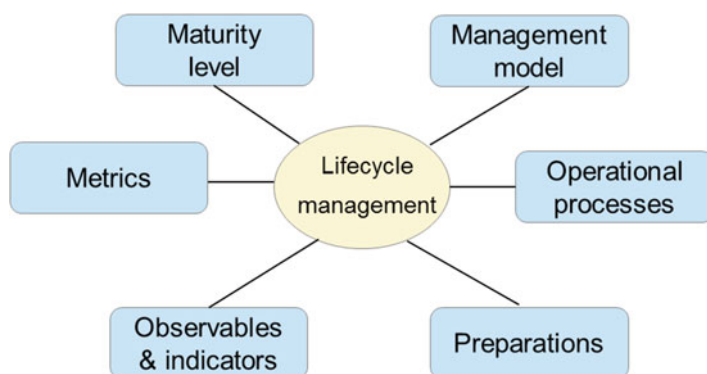 Maturity
level
Management
model
Metrics
Lifecycle
management
Operational
processes
Observables
& indicators
Preparations